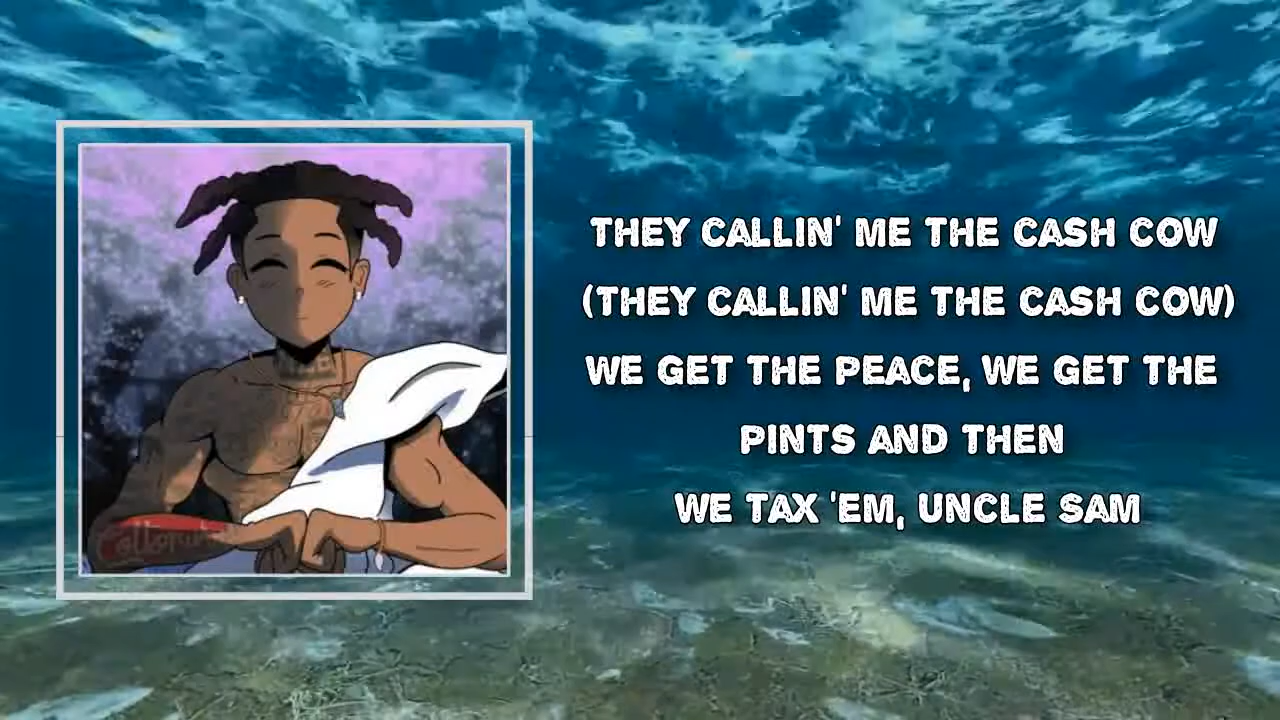 THEY CALLIN' ME THE CASH COW
(THEY CALLIN' ME THE CASH COW)
WE GET THE PEACE, WE GET THE
PINTS AND THEN
WE TAX 'EM, UNCLE SAM